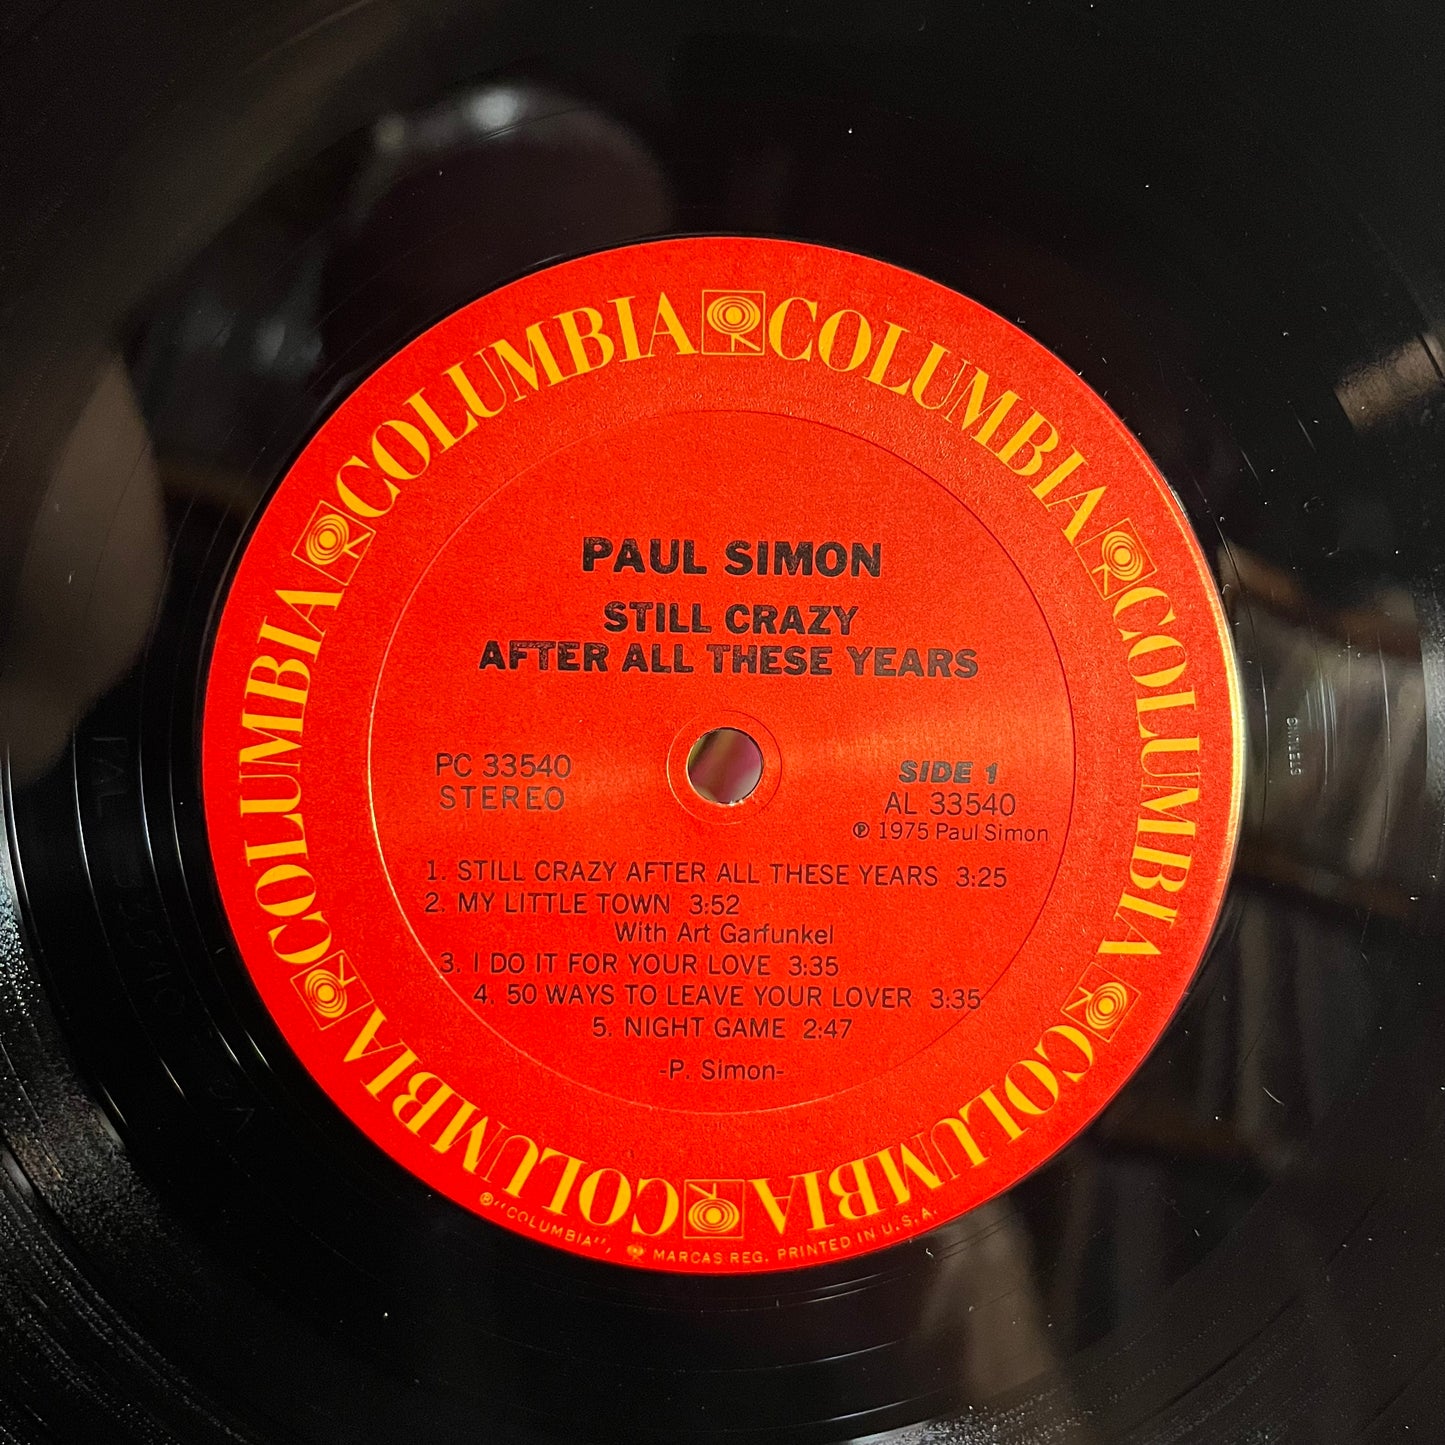 COLUMBIA COLUMBIA COLUMBIA COLUMBIA COLUMBIA COLUMBIA
PAUL SIMON
STILL CRAZY
AFTER ALL THESE YEARS
PC 33540
STEREO
SIDE 1
AL 33540
℗ 1975 Paul Simon
1. STILL CRAZY AFTER ALL THESE YEARS 3:25
2. MY LITTLE TOWN 3:52
With Art Garfunkel
3. I DO IT FOR YOUR LOVE 3:35
4. 50 WAYS TO LEAVE YOUR LOVER 3:35
5. NIGHT GAME 2:47
-P. Simon-
℗"COLUMBIA", MARCAS REG. PRINTED IN U.S.A.
STERLING